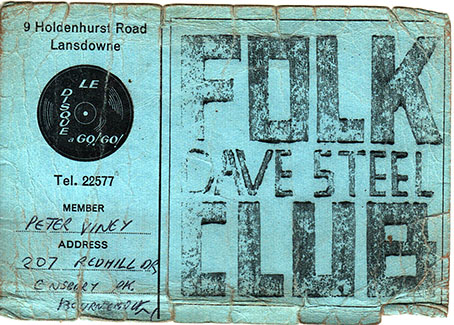 9 Holdenhurst Road
Lansdowne
LE
DISQUE
a GO! GO!
Tel. 22577
MEMBER
PETER VINEY
ADDRESS
207 REDHILL DR
ENSBURY PK.
BOURNEMOUTH
FOLK
DAVE STEEL
CLUB